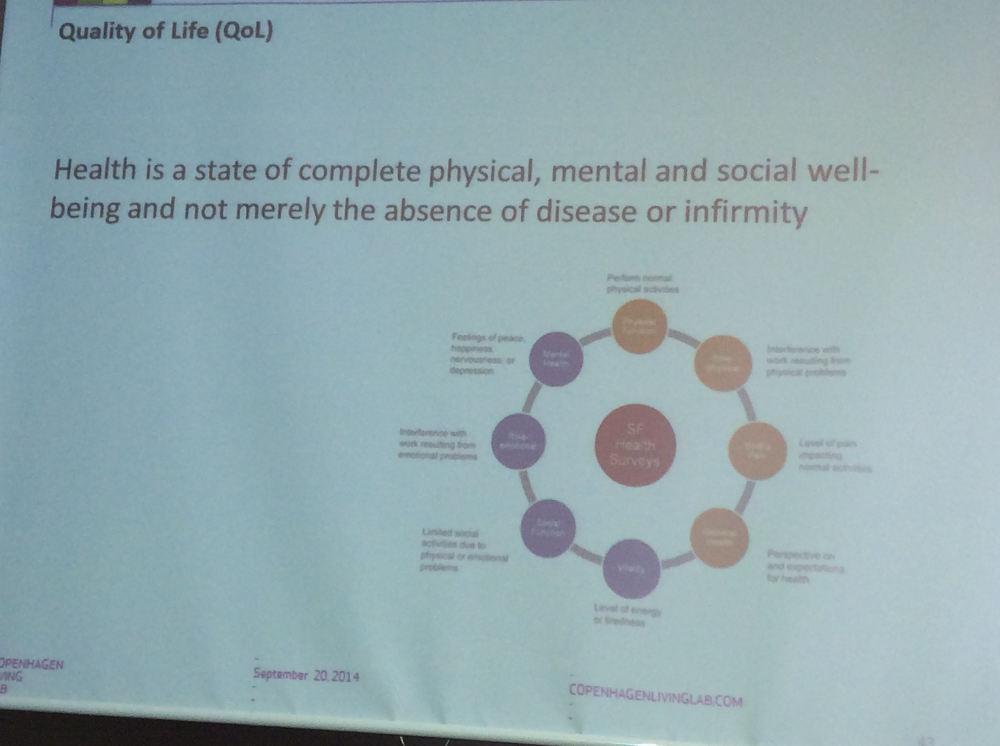 Quality of Life (QoL)
Health is a state of complete physical, mental and social well-
being and not merely the absence of disease or infirmity
Perform normal
physical activities
Physical
Function
Feelings of peace,
happiness,
nervousness, or
depression
Mental
Health
physical
Interference with
work resulting from
physical problems
Interference with
work resulting from
emotional problems
Role-
emotional
SF
Health
Surveys
Pain
Level of pain
impacting
normal activities
Limited social
activities due to
physical or emotional
problems
Social
Function
Vitality
General
Health
Perspective on
and expectations
for health
Level of energy
or tiredness
OPENHAGEN
VING
B
September 20, 2014
COPENHAGENLIVINGLAB.COM